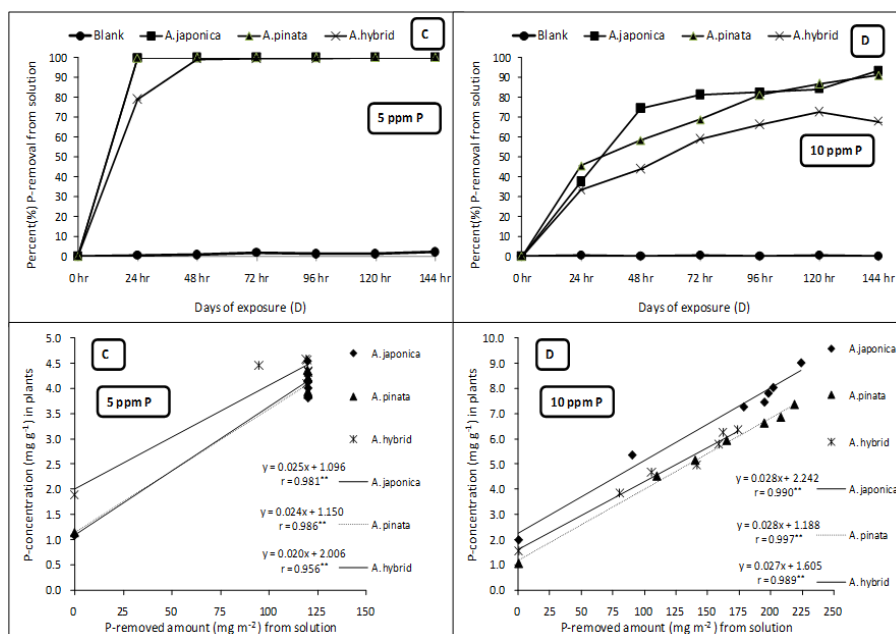 Blank A.japonica A.pinata A.hybrid
C
Percent(%) P-removal from solution
100
90
80
70
60
50
40
30
20
10
0
5 ppm P
0 hr 24 hr 48 hr 72 hr 96 hr 120 hr 144 hr
Days of exposure (D)
Blank A.japonica A.pinata A.hybrid
D
Percent(%) P-removal from solution
100
90
80
70
60
50
40
30
20
10
0
10 ppm P
0 hr 24 hr 48 hr 72 hr 96 hr 120 hr 144 hr
Days of exposure (D)
C
5 ppm P
P-concentration (mg g⁻¹) in plants
5.0
4.5
4.0
3.5
3.0
2.5
2.0
1.5
1.0
0.5
0.0
A.japonica
A.pinata
A.hybrid
y = 0.025x + 1.096
r = 0.981**
A.japonica
y = 0.024x + 1.150
r = 0.986**
A.pinata
y = 0.020x + 2.006
r = 0.956**
A.hybrid
0 25 50 75 100 125 150
P-removed amount (mg m⁻²) from solution
D
10 ppm P
P-concentration (mg g⁻¹) in plants
10.0
9.0
8.0
7.0
6.0
5.0
4.0
3.0
2.0
1.0
0.0
A.japonica
A.pinata
A.hybrid
y = 0.028x + 2.242
r = 0.990**
A.japonica
y = 0.028x + 1.188
r = 0.997**
A.pinata
y = 0.027x + 1.605
r = 0.989**
A.hybrid
0 25 50 75 100 125 150 175 200 225 250
P-removed amount (mg m⁻²) from solution